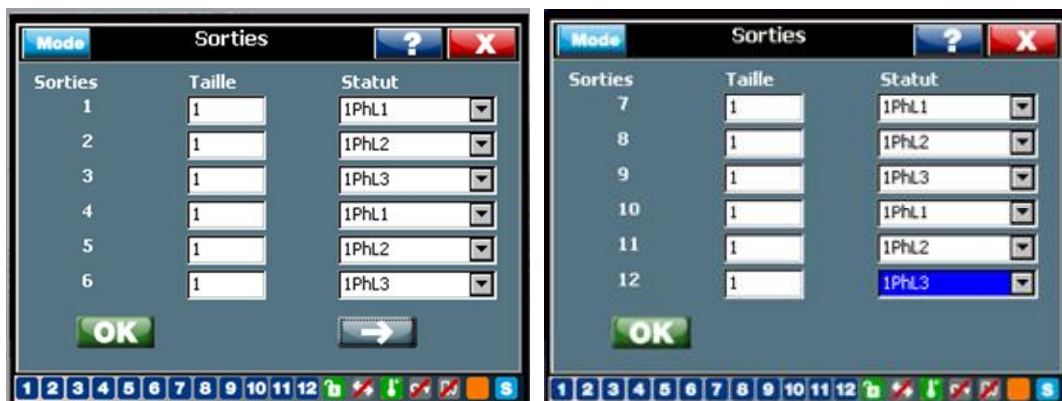 Mode Sorties ? X
Sorties Taille Statut
1 1 1PhL1
2 1 1PhL2
3 1 1PhL3
4 1 1PhL1
5 1 1PhL2
6 1 1PhL3
OK
1 2 3 4 5 6 7 8 9 10 11 12 S
Mode Sorties ? X
Sorties Taille Statut
7 1 1PhL1
8 1 1PhL2
9 1 1PhL3
10 1 1PhL1
11 1 1PhL2
12 1 1PhL3
OK
1 2 3 4 5 6 7 8 9 10 11 12 S